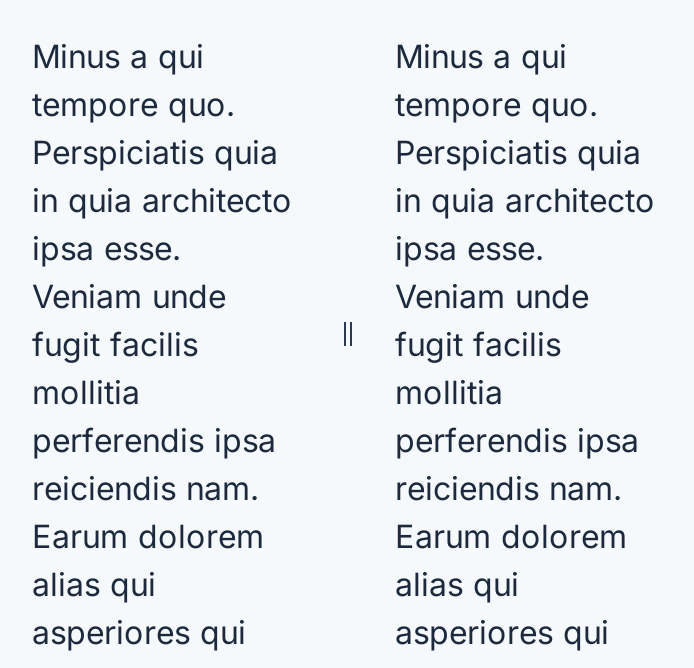 Minus a qui
tempore quo.
Perspiciatis quia
in quia architecto
ipsa esse.
Veniam unde
fugit facilis
mollitia
perferendis ipsa
reiciendis nam.
Earum dolorem
alias qui
asperiores qui
Minus a qui
tempore quo.
Perspiciatis quia
in quia architecto
ipsa esse.
Veniam unde
fugit facilis
mollitia
perferendis ipsa
reiciendis nam.
Earum dolorem
alias qui
asperiores qui